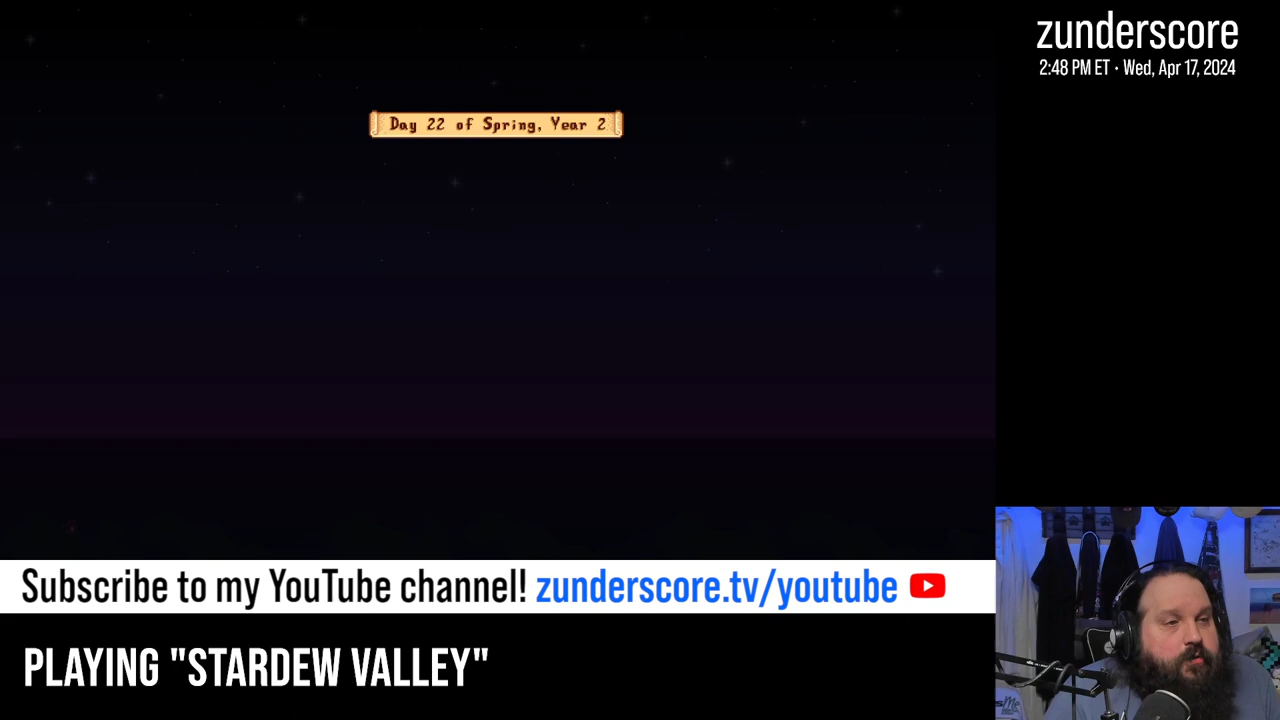 zunderscore
2:48 PM ET • Wed, Apr 17, 2024
Day 22 of Spring, Year 2
Subscribe to my YouTube channel! zunderscore.tv/youtube
PLAYING "STARDEW VALLEY"